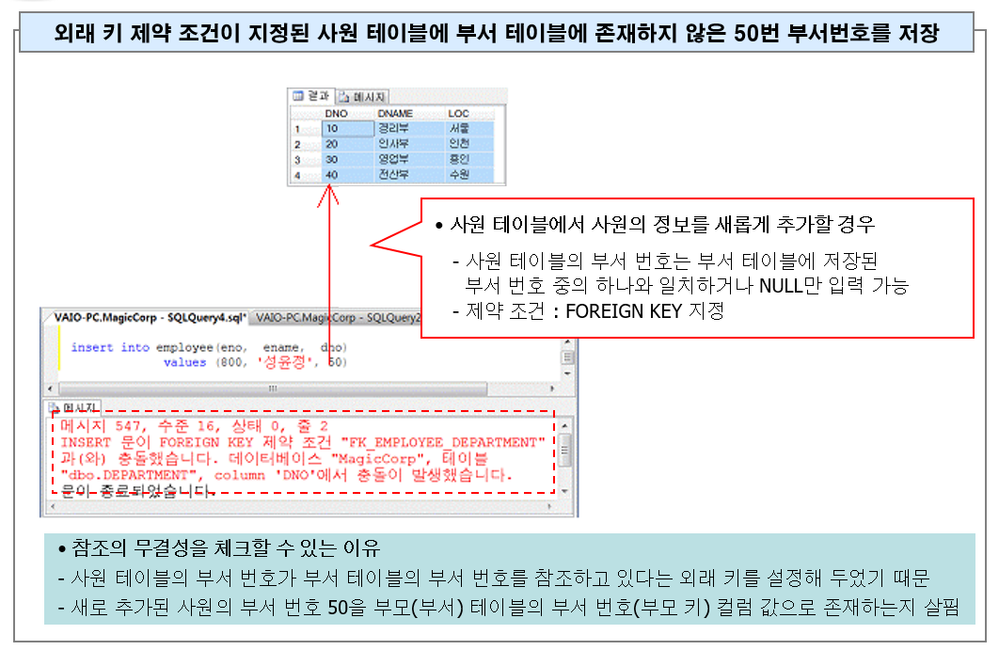 외래 키 제약 조건이 지정된 사원 테이블에 부서 테이블에 존재하지 않은 50번 부서번호를 저장
결과 메시지
DNO DNAME LOC
1 10 경리부 서울
2 20 인사부 인천
3 30 영업부 용인
4 40 전산부 수원
• 사원 테이블에서 사원의 정보를 새롭게 추가할 경우
- 사원 테이블의 부서 번호는 부서 테이블에 저장된
부서 번호 중의 하나와 일치하거나 NULL만 입력 가능
- 제약 조건 : FOREIGN KEY 지정
VAIO-PC.MagicCorp - SQLQuery4.sql* VAIO-PC.MagicCorp - SQLQuery2
insert into employee(eno, ename, dno)
values (800, '성윤정', 50)
메시지
메시지 547, 수준 16, 상태 0, 줄 2
INSERT 문이 FOREIGN KEY 제약 조건 "FK_EMPLOYEE_DEPARTMENT"
과(와) 충돌했습니다. 데이터베이스 "MagicCorp", 테이블
"dbo.DEPARTMENT", column 'DNO'에서 충돌이 발생했습니다.
문이 종료되었습니다.
• 참조의 무결성을 체크할 수 있는 이유
- 사원 테이블의 부서 번호가 부서 테이블의 부서 번호를 참조하고 있다는 외래 키를 설정해 두었기 때문
- 새로 추가된 사원의 부서 번호 50을 부모(부서) 테이블의 부서 번호(부모 키) 컬럼 값으로 존재하는지 살핌